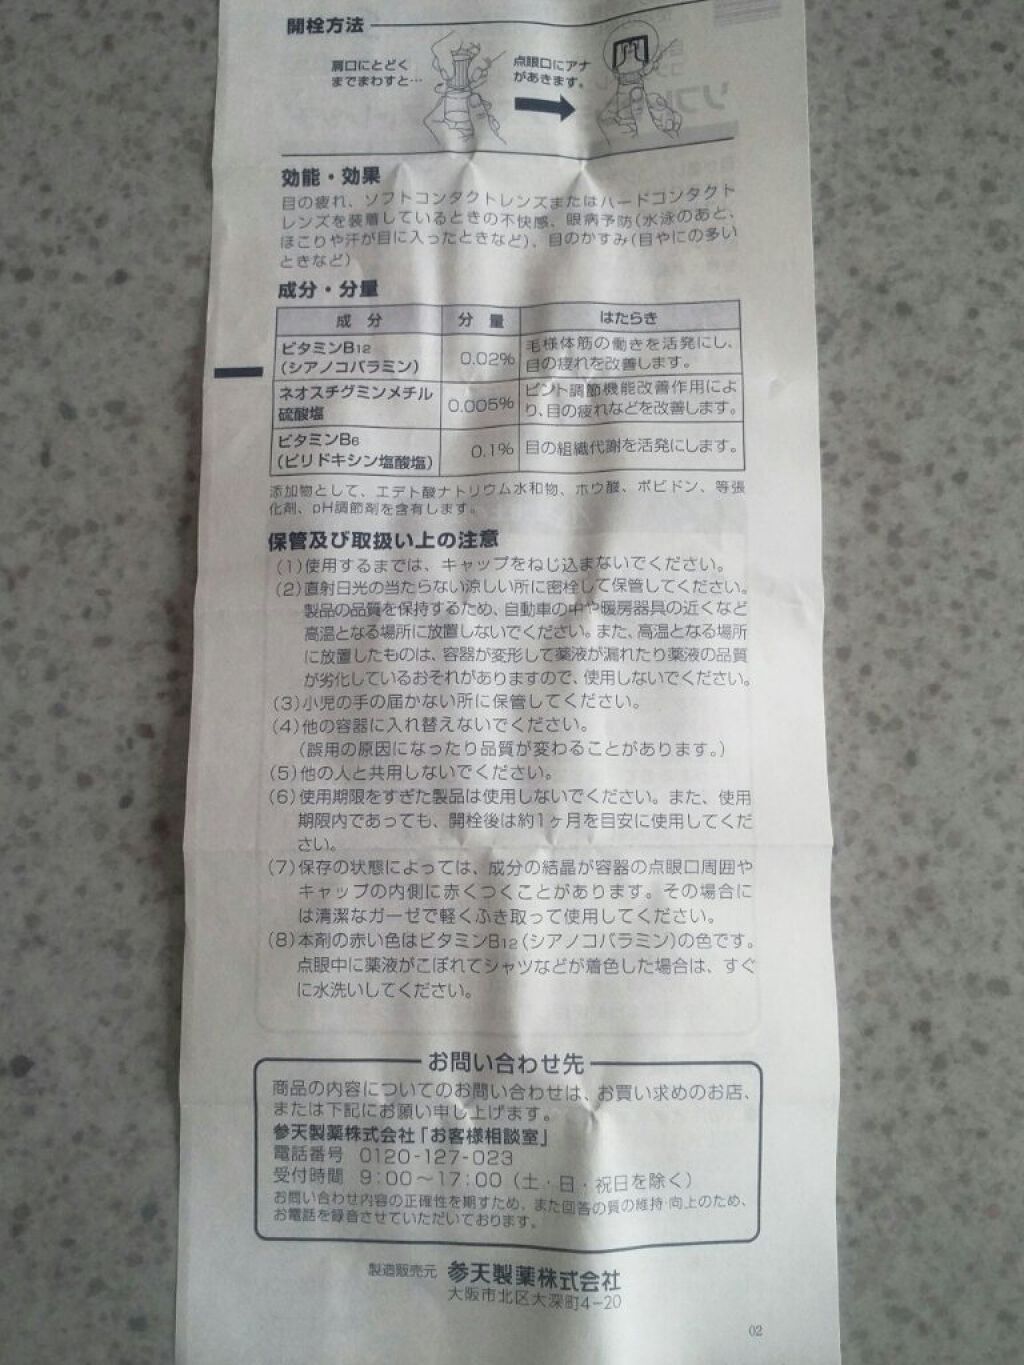 開栓方法
肩口にとどく
までまわすと…
点眼口にアナ
があきます。
効能・効果
目の疲れ、ソフトコンタクトレンズまたはハードコンタクト
レンズを装着しているときの不快感、眼病予防(水泳のあと、
ほこりや汗が目に入ったときなど)、目のかすみ(目やにの多い
ときなど)
成分・分量
成 分 分 量 はたらき
ビタミンB12
(シアノコバラミン)
0.02%
毛様体筋の働きを活発にし、
目の疲れを改善します。
ネオスチグミンメチル
硫酸塩
0.005%
ピント調節機能改善作用によ
り、目の疲れなどを改善します。
ビタミンB6
(ピリドキシン塩酸塩)
0.1%
目の組織代謝を活発にします。
添加物として、エデト酸ナトリウム水和物、ホウ酸、ポビドン、等張
化剤、pH調節剤を含有します。
保管及び取扱い上の注意
(1)使用するまでは、キャップをねじ込まないでください。
(2)直射日光の当たらない涼しい所に密栓して保管してください。
製品の品質を保持するため、自動車の中や暖房器具の近くなど
高温となる場所に放置しないでください。また、高温となる場所
に放置したものは、容器が変形して薬液が漏れたり薬液の品質
が劣化しているおそれがありますので、使用しないでください。
(3)小児の手の届かない所に保管してください。
(4)他の容器に入れ替えないでください。
(誤用の原因になったり品質が変わることがあります。)
(5)他の人と共用しないでください。
(6)使用期限をすぎた製品は使用しないでください。また、使用
期限内であっても、開栓後は約1ヶ月を目安に使用してくだ
さい。
(7)保存の状態によっては、成分の結晶が容器の点眼口周囲や
キャップの内側に赤くつくことがあります。その場合に
は清潔なガーゼで軽くふき取って使用してください。
(8)本剤の赤い色はビタミンB12(シアノコバラミン)の色です。
点眼中に薬液がこぼれてシャツなどが着色した場合は、すぐ
に水洗いしてください。
お問い合わせ先
商品の内容についてのお問い合わせは、お買い求めのお店、
または下記にお願い申し上げます。
参天製薬株式会社「お客様相談室」
電話番号 0120-127-023
受付時間 9:00〜17:00(土・日・祝日を除く)
お問い合わせ内容の正確性を期すため、また回答の質の維持・向上のため、
お電話を録音させていただいております。
製造販売元 参天製薬株式会社
大阪市北区大深町4-20
02